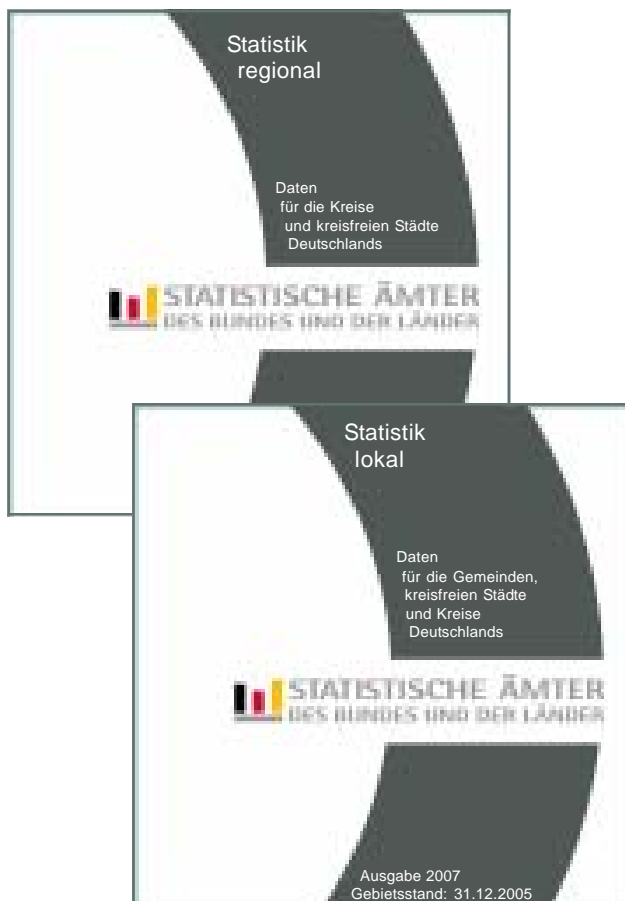 Statistik
regional
Daten
für die Kreise
und kreisfreien Städte
Deutschlands
STATISTISCHE ÄMTER
DES BUNDES UND DER LÄNDER
Statistik
lokal
Daten
für die Gemeinden,
kreisfreien Städte
und Kreise
Deutschlands
STATISTISCHE ÄMTER
DES BUNDES UND DER LÄNDER
Ausgabe 2007
Gebietsstand: 31.12.2005